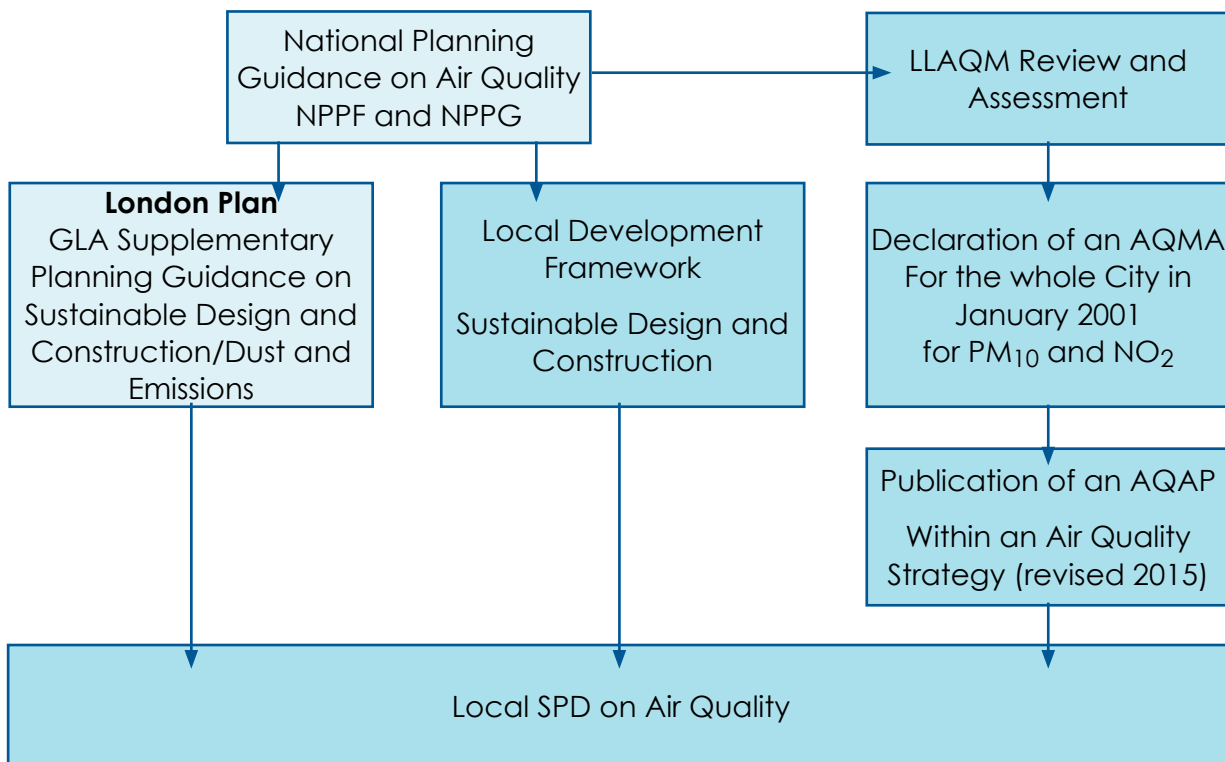 National Planning
Guidance on Air Quality
NPPF and NPPG
LLAQM Review and
Assessment
London Plan
GLA Supplementary
Planning Guidance on
Sustainable Design and
Construction/Dust and
Emissions
Local Development
Framework
Sustainable Design and
Construction
Declaration of an AQMA
For the whole City in
January 2001
for PM₁₀ and NO₂
Publication of an AQAP
Within an Air Quality
Strategy (revised 2015)
Local SPD on Air Quality